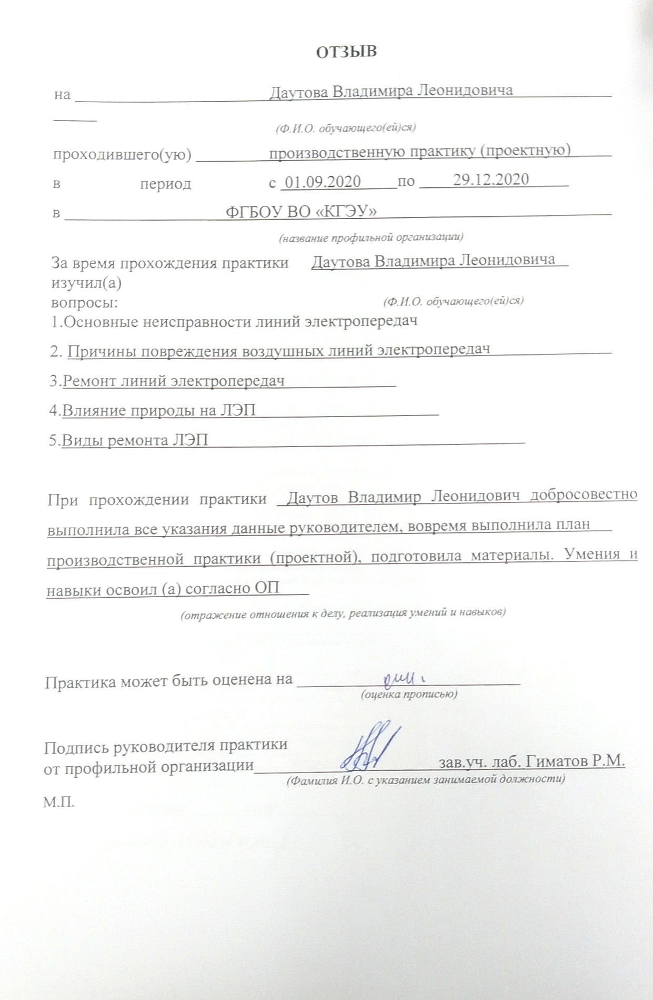 ОТЗЫВ
на Даутова Владимира Леонидовича
(Ф.И.О. обучающего(ей)ся)
проходившего(ую) производственную практику (проектную)
в период с 01.09.2020 по 29.12.2020
в ФГБОУ ВО «КГЭУ»
(название профильной организации)
За время прохождения практики Даутова Владимира Леонидовича
изучил(а)
вопросы: (Ф.И.О. обучающего(ей)ся)
1.Основные неисправности линий электропередач
2. Причины повреждения воздушных линий электропередач
3.Ремонт линий электропередач
4.Влияние природы на ЛЭП
5.Виды ремонта ЛЭП
При прохождении практики Даутов Владимир Леонидович добросовестно
выполнила все указания данные руководителем, вовремя выполнила план
производственной практики (проектной), подготовила материалы. Умения и
навыки освоил (а) согласно ОП
(отражение отношения к делу, реализация умений и навыков)
Практика может быть оценена на
(оценка прописью)
Подпись руководителя практики
от профильной организации зав.уч. лаб. Гиматов Р.М.
(Фамилия И.О. с указанием занимаемой должности)
М.П.